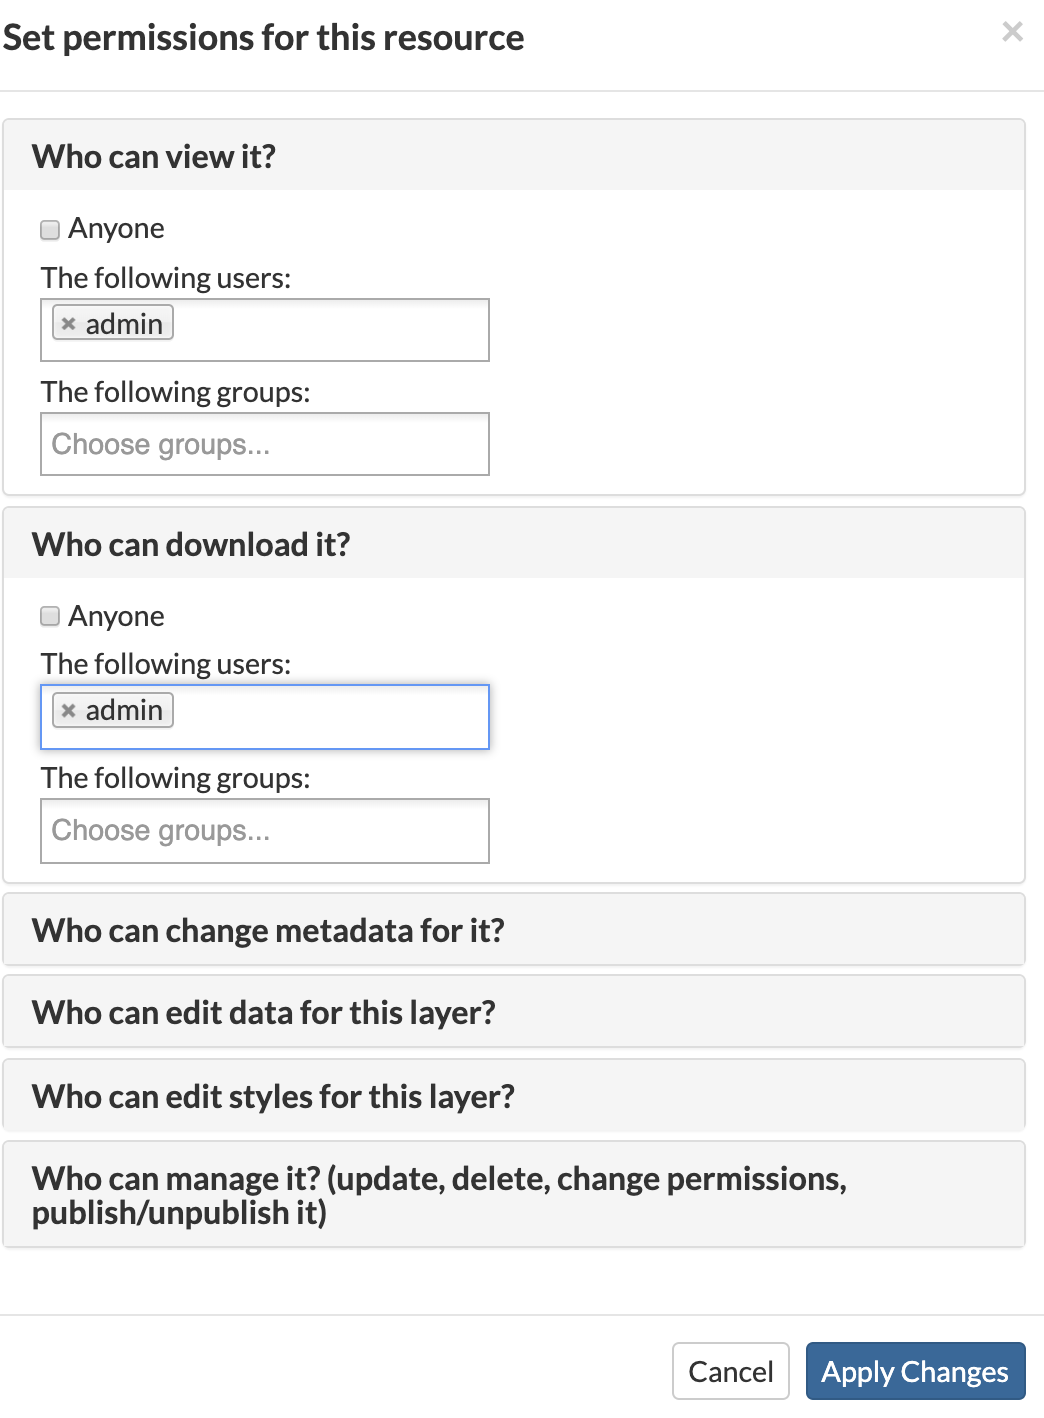 Set permissions for this resource
×
Who can view it?
Anyone
The following users:
× admin
The following groups:
Choose groups...
Who can download it?
Anyone
The following users:
× admin
The following groups:
Choose groups...
Who can change metadata for it?
Who can edit data for this layer?
Who can edit styles for this layer?
Who can manage it? (update, delete, change permissions,
publish/unpublish it)
Cancel
Apply Changes